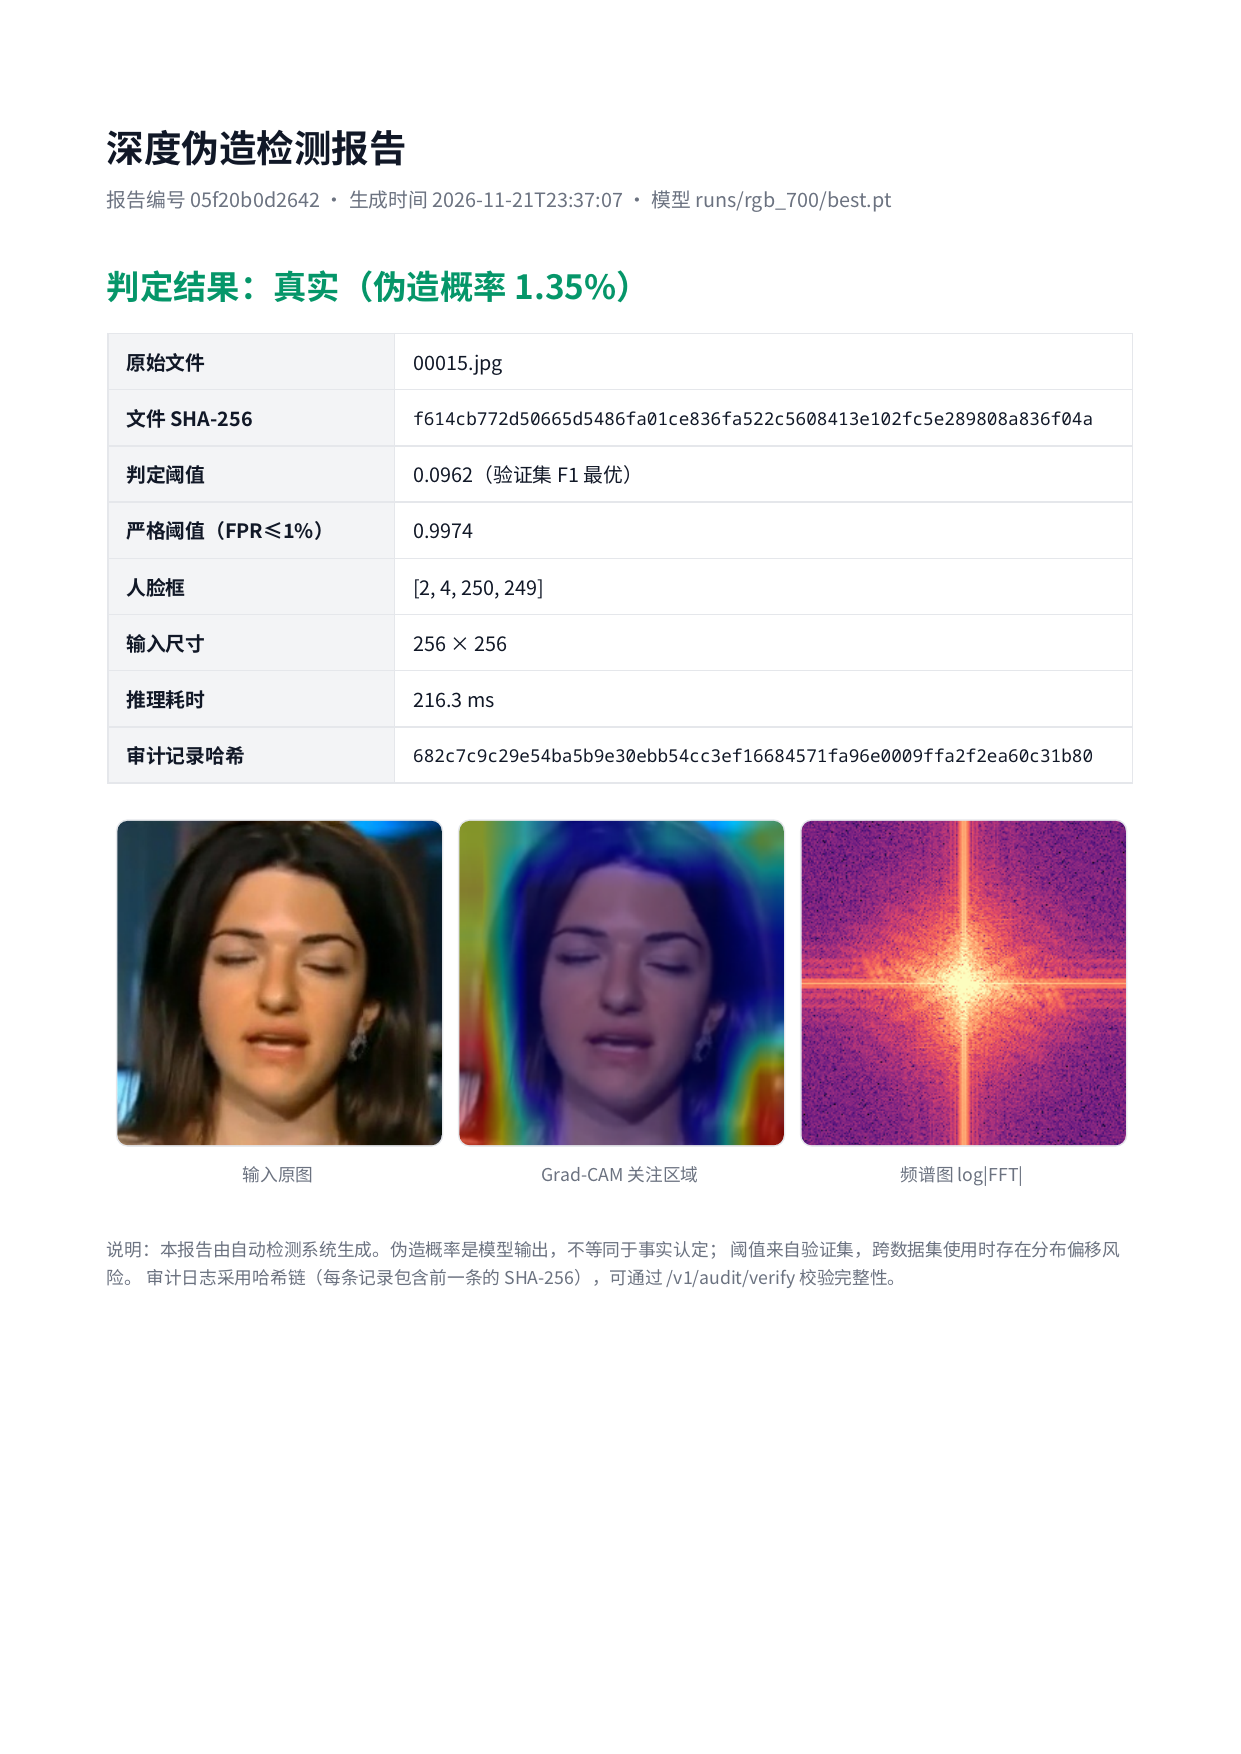 深度伪造检测报告
报告编号 05f20b0d2642 · 生成时间 2026-11-21T23:37:07 · 模型 runs/rgb_700/best.pt
判定结果：真实（伪造概率 1.35%）
原始文件 00015.jpg
文件 SHA-256 f614cb772d50665d5486fa01ce836fa522c5608413e102fc5e289808a836f04a
判定阈值 0.0962（验证集 F1 最优）
严格阈值（FPR≤1%） 0.9974
人脸框 [2, 4, 250, 249]
输入尺寸 256 × 256
推理耗时 216.3 ms
审计记录哈希 682c7c9c29e54ba5b9e30ebb54cc3ef16684571fa96e0009ffa2f2ea60c31b80
输入原图 Grad-CAM 关注区域 频谱图 log|FFT|
说明：本报告由自动检测系统生成。伪造概率是模型输出，不等同于事实认定； 阈值来自验证集，跨数据集使用时存在分布偏移风
险。 审计日志采用哈希链（每条记录包含前一条的 SHA-256），可通过 /v1/audit/verify 校验完整性。